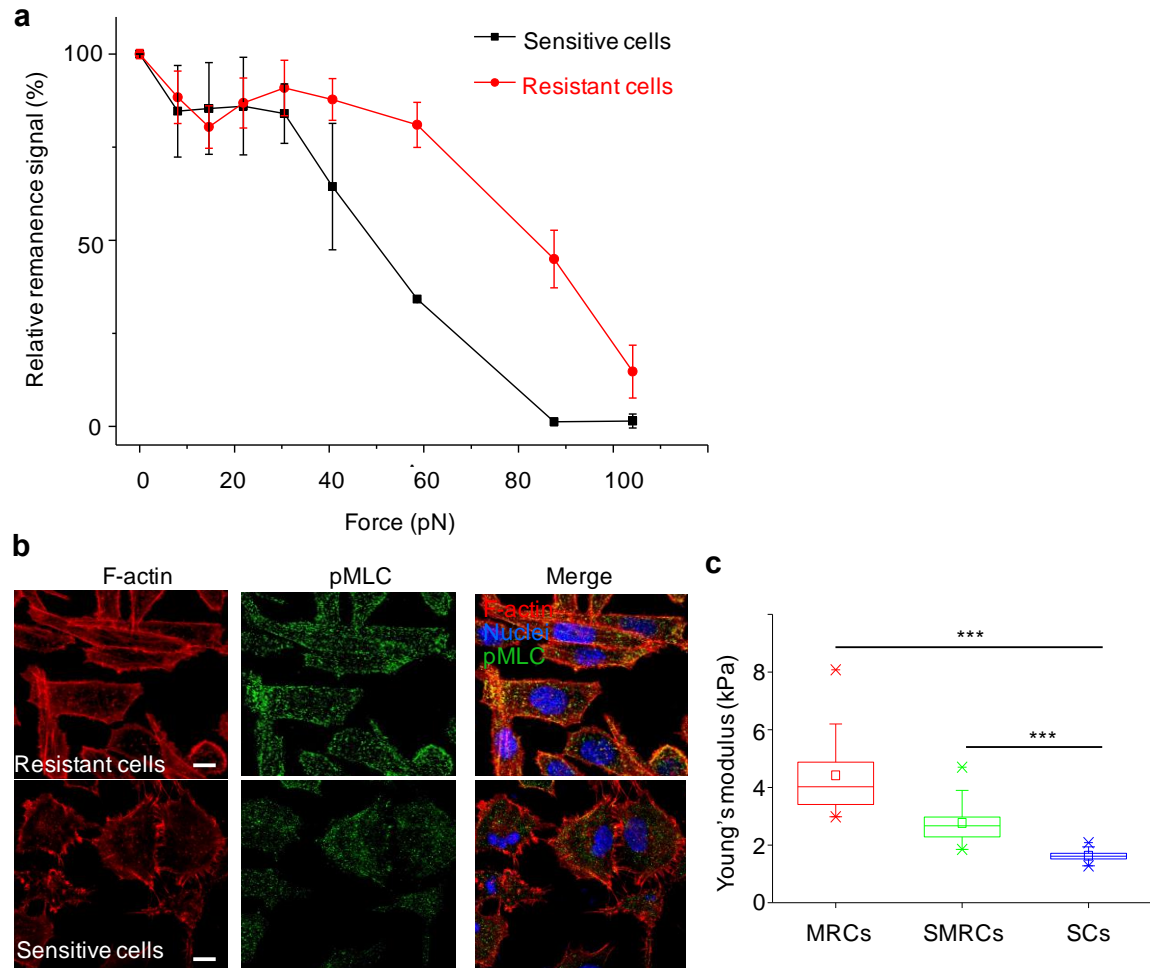 a
Relative remanence signal (%)
100
50
0
Sensitive cells
Resistant cells
0 20 40 60 80 100
Force (pN)
b
F-actin pMLC Merge
F-actin
Nuclei
pMLC
Resistant cells
Sensitive cells
c
Young's modulus (kPa)
8
6
4
2
0
***
***
MRCs SMRCs SCs